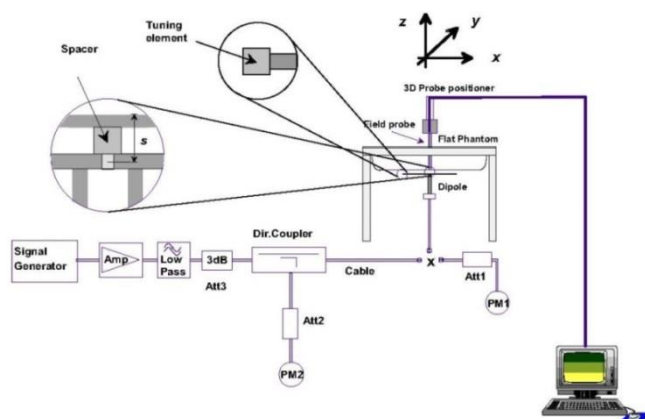 Tuning
element
z
y
x
Spacer
s
3D Probe positioner
Field probe
Flat Phantom
Dipole
Dir.Coupler
Signal
Generator
Amp
Low
Pass
3dB
Att3
Cable
x
Att1
PM1
Att2
PM2